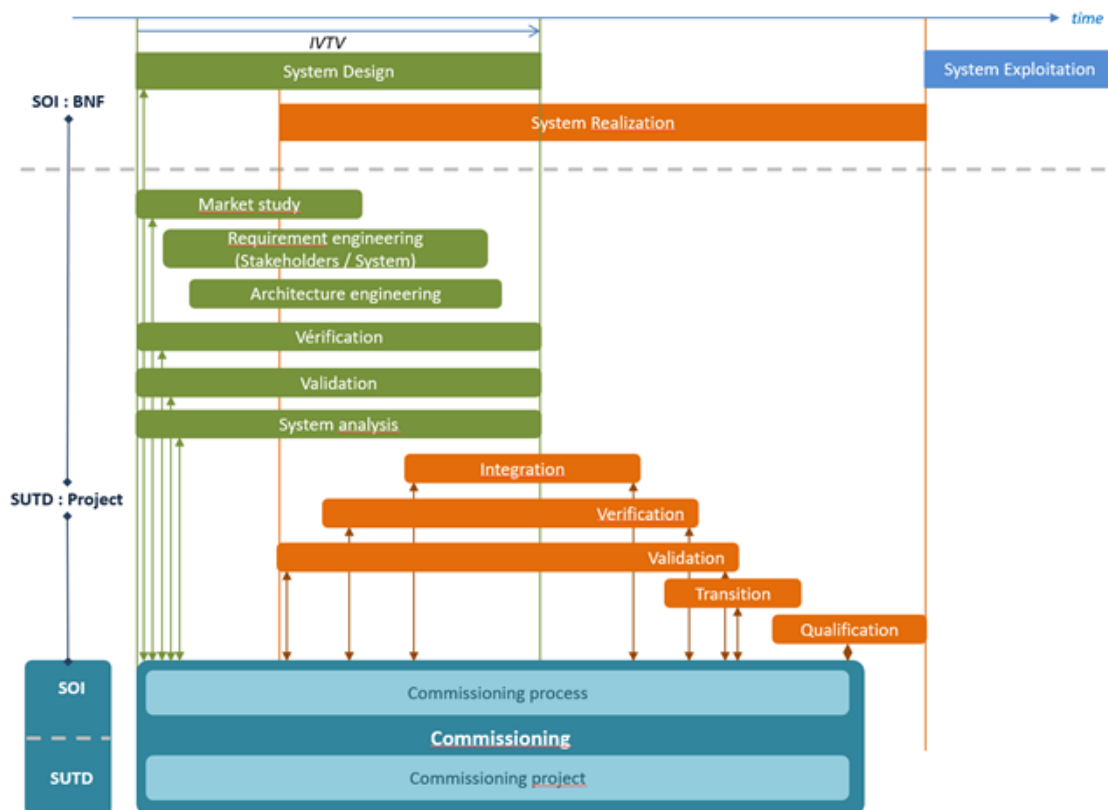 time
IVTV
System Design
System Exploitation
SOI : BNF
System Realization
Market study
Requirement engineering
(Stakeholders / System)
Architecture engineering
Vérification
Validation
System analysis
Integration
SUTD : Project
Verification
Validation
Transition
Qualification
SOI
Commissioning process
Commissioning
SUTD
Commissioning project